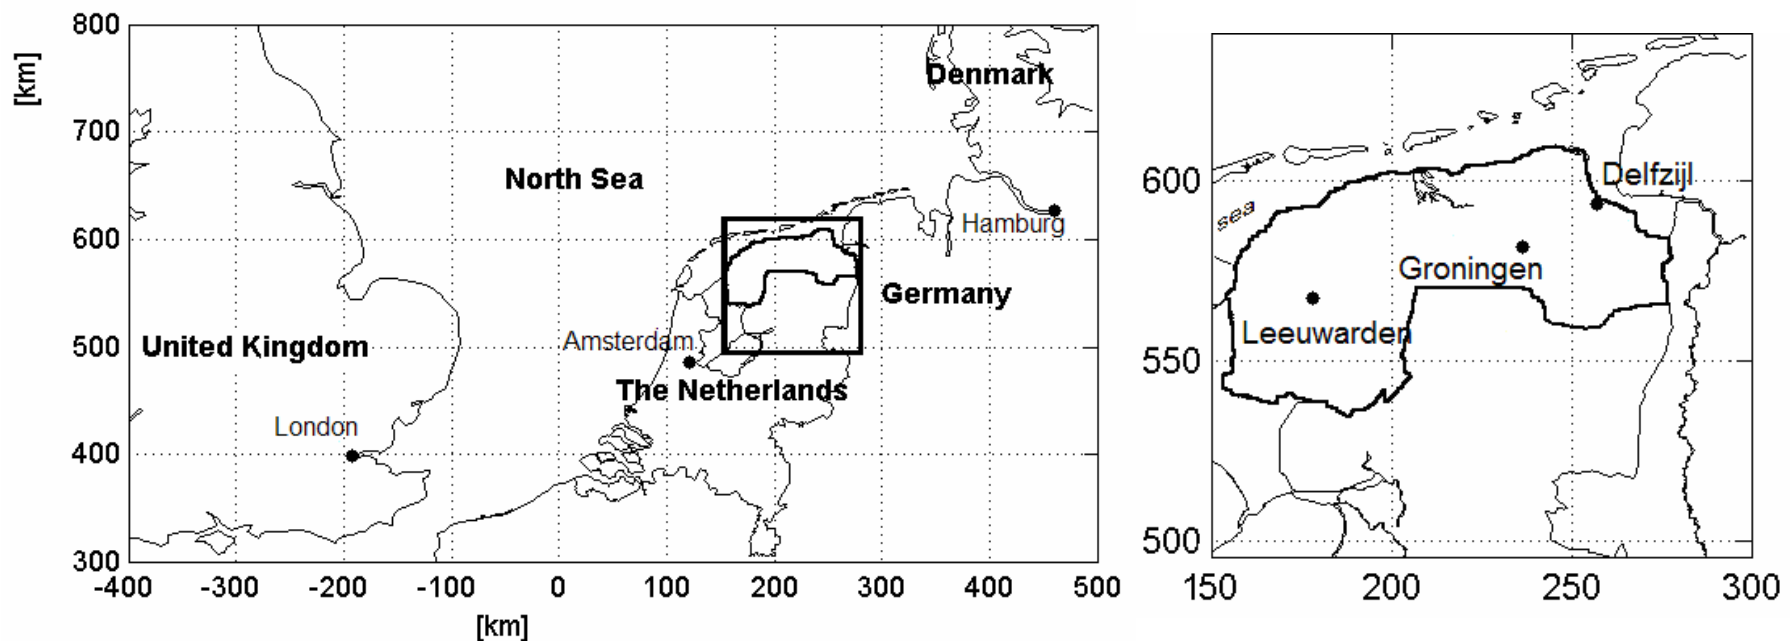 800
700
600
500
400
300
[km]
-400
-300
-200
-100
0
100
200
300
400
500
[km]
Denmark
North Sea
Hamburg
Germany
Amsterdam
United Kingdom
The Netherlands
London
600
550
500
150
200
250
300
sea
Delfzijl
Groningen
Leeuwarden